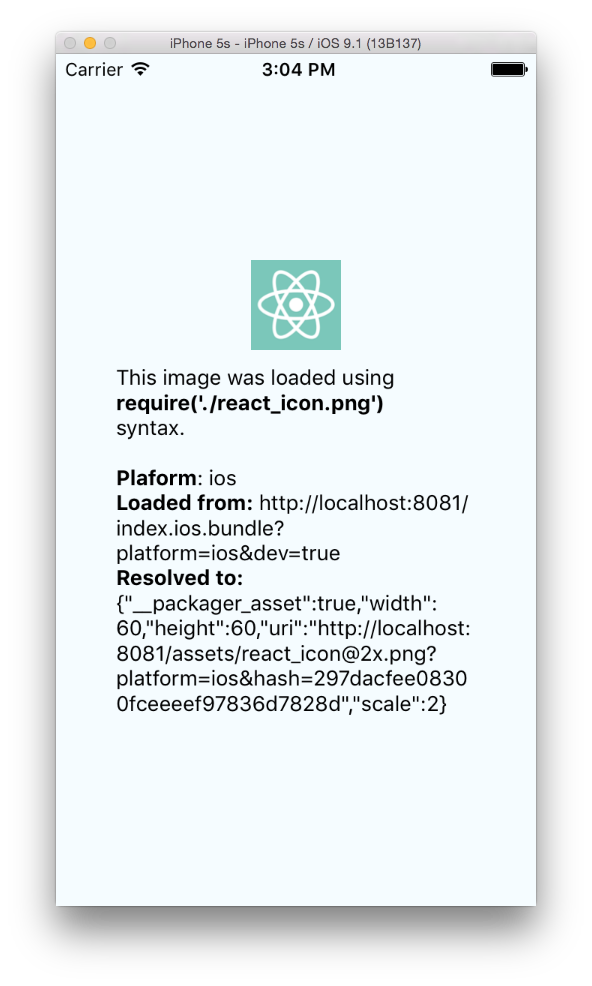 iPhone 5s - iPhone 5s / iOS 9.1 (13B137)
Carrier 3:04 PM
This image was loaded using
require('./react_icon.png')
syntax.
Plaform: ios
Loaded from: http://localhost:8081/
index.ios.bundle?
platform=ios&dev=true
Resolved to:
{"__packager_asset":true,"width":
60,"height":60,"uri":"http://localhost:
8081/assets/react_icon@2x.png?
platform=ios&hash=297dacfee0830
0fceeeef97836d7828d","scale":2}